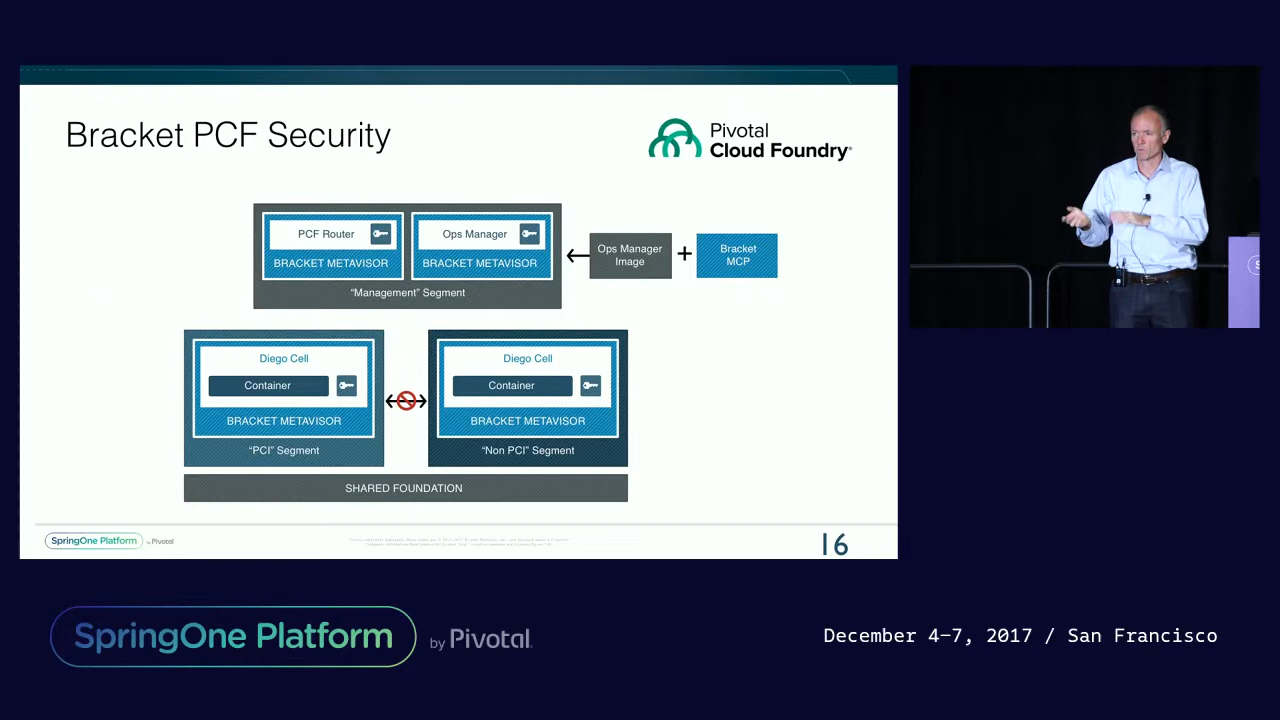 Bracket PCF Security
Pivotal
Cloud Foundry®
PCF Router
Ops Manager
BRACKET METAVISOR
BRACKET METAVISOR
"Management" Segment
Ops Manager
Image
+
Bracket
MCP
Diego Cell
Container
BRACKET METAVISOR
"PCI" Segment
Diego Cell
Container
BRACKET METAVISOR
"Non PCI" Segment
SHARED FOUNDATION
SpringOne Platform
by Pivotal
16
S
SpringOne Platform
by Pivotal.
December 4–7, 2017 / San Francisco